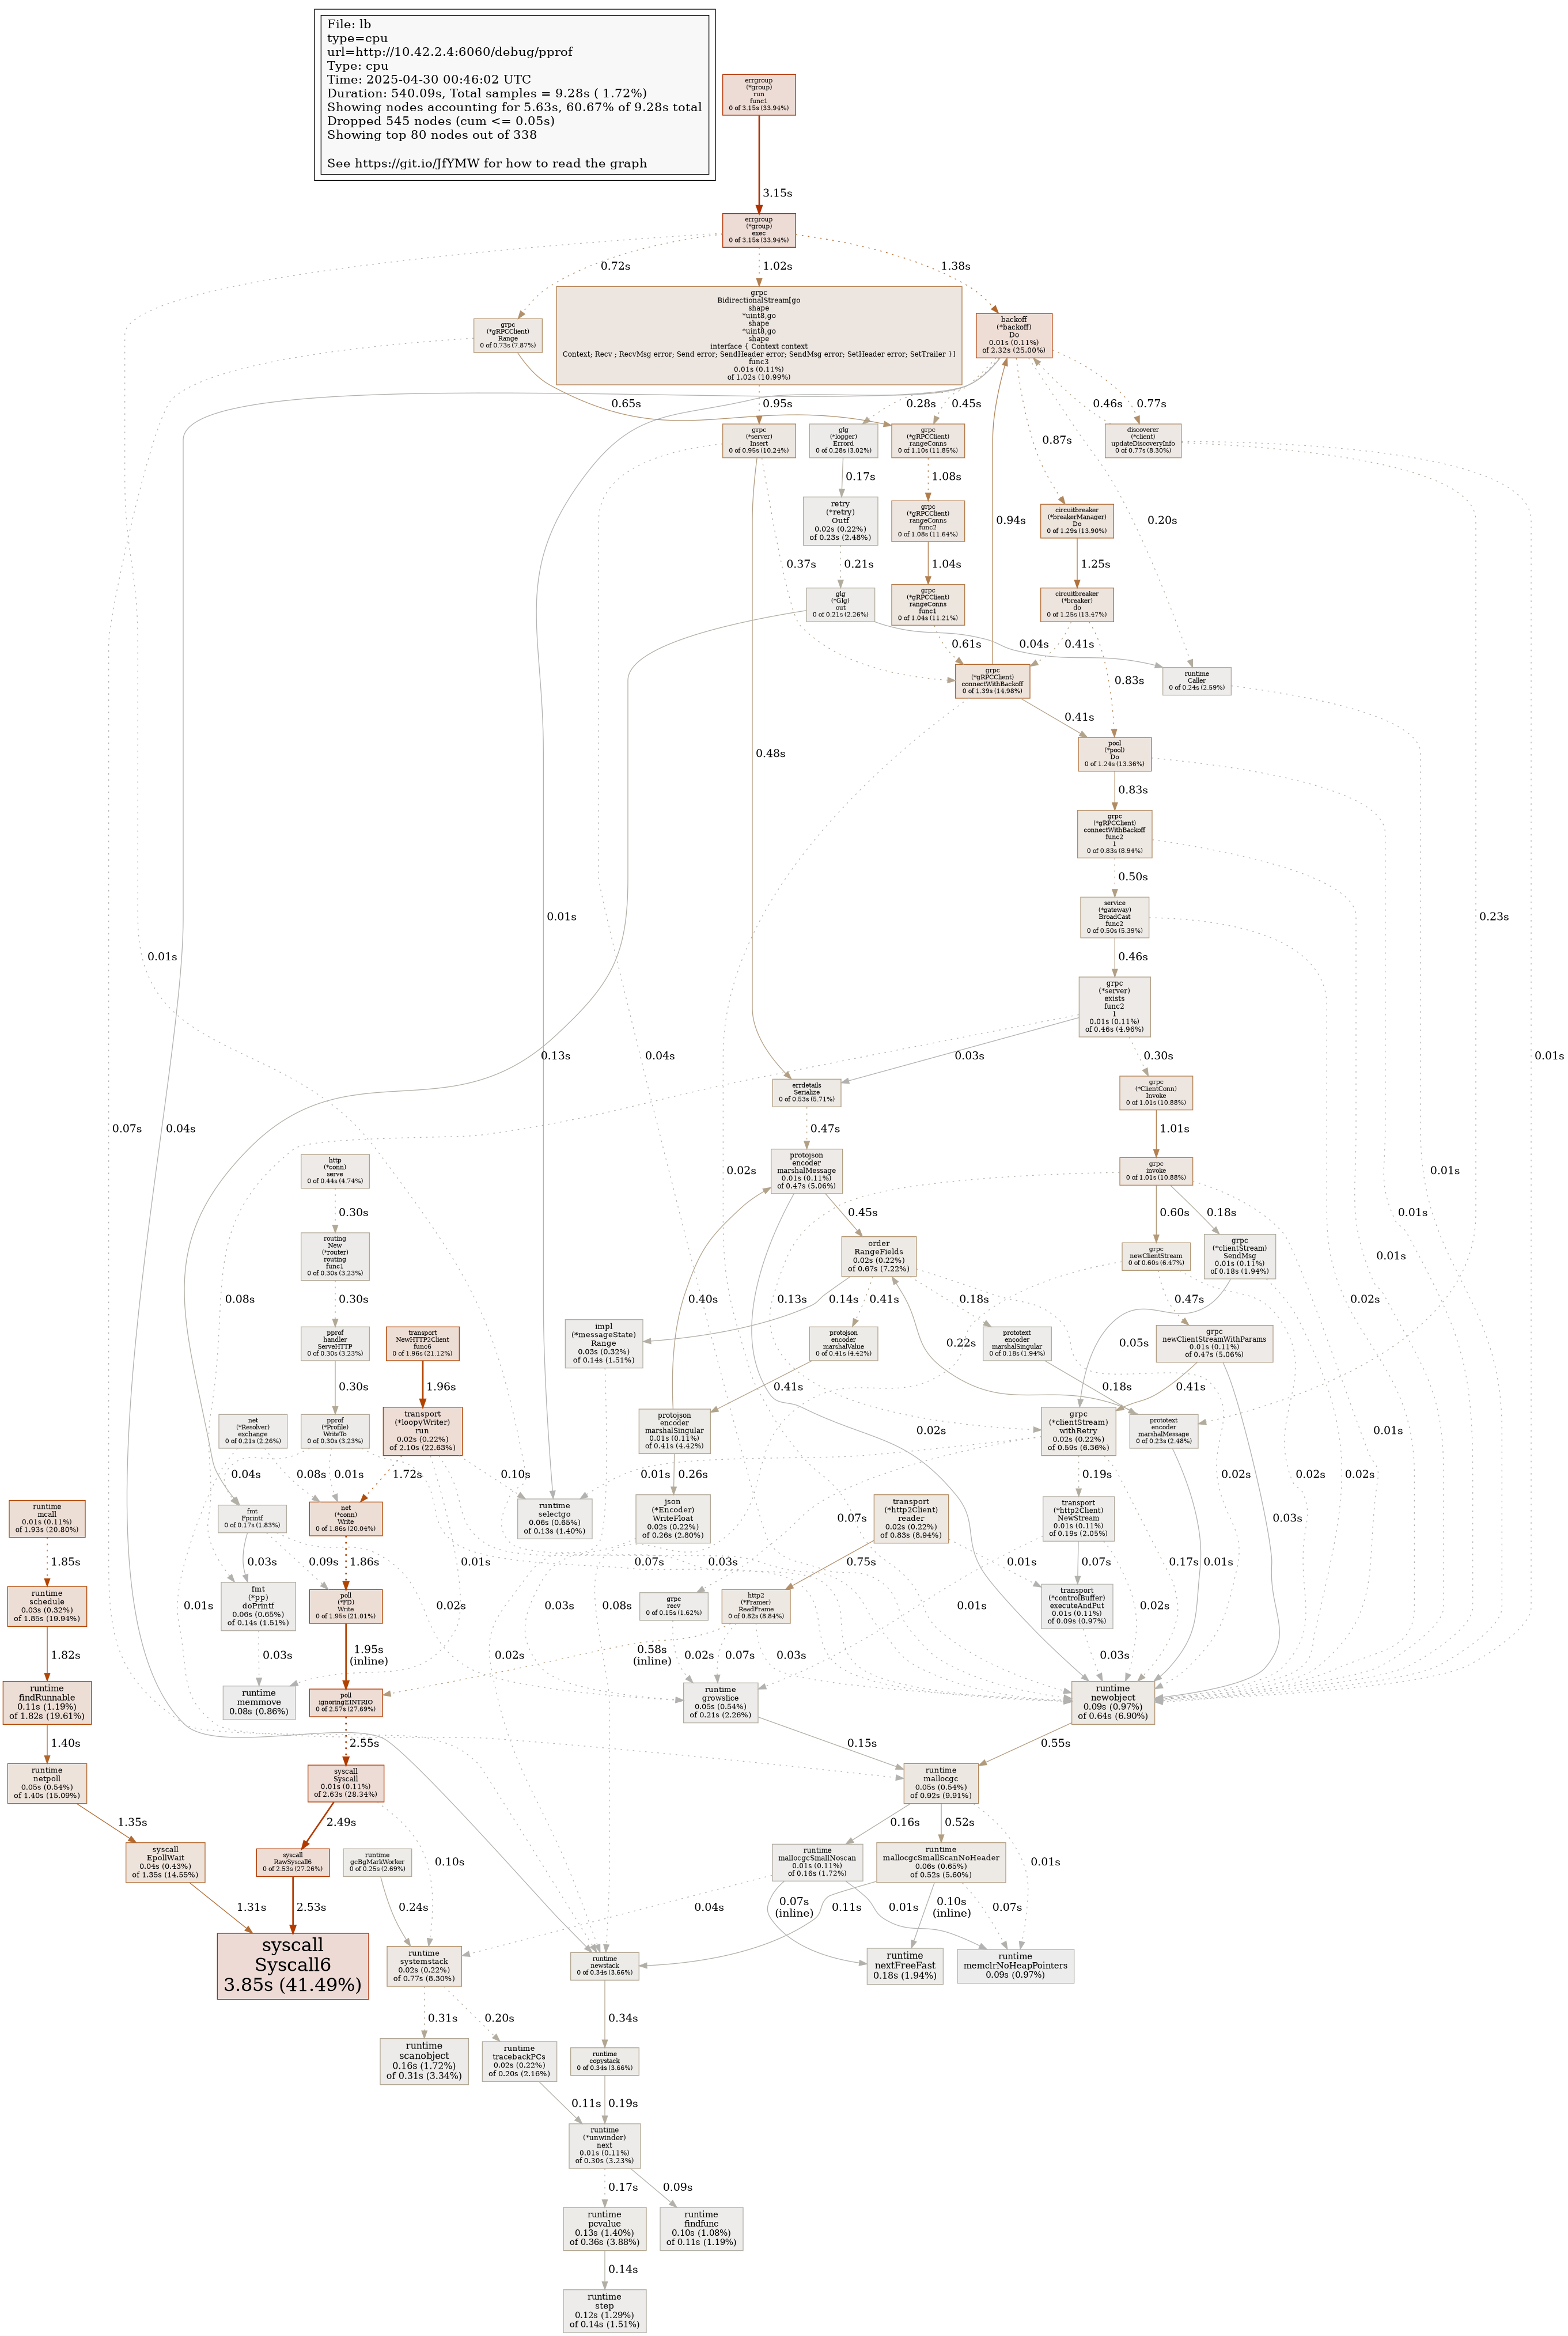 File: lb
type=cpu
url=http://10.42.2.4:6060/debug/pprof
Type: cpu
Time: 2025-04-30 00:46:02 UTC
Duration: 540.09s, Total samples = 9.28s ( 1.72%)
Showing nodes accounting for 5.63s, 60.67% of 9.28s total
Dropped 545 nodes (cum <= 0.05s)
Showing top 80 nodes out of 338
See https://git.io/JfYMW for how to read the graph
errgroup
(*group)
run
func1
0 of 3.15s (33.94%)
3.15s
errgroup
(*group)
exec
0 of 3.15s (33.94%)
0.72s
1.02s
1.38s
grpc
(*gRPCClient)
Range
0 of 0.73s (7.87%)
grpc
BidirectionalStream[go
shape
*uint8,go
shape
*uint8,go
shape
interface { Context context
Context; Recv ; RecvMsg error; Send error; SendHeader error; SendMsg error; SetHeader error; SetTrailer }]
func3
0.01s (0.11%)
of 1.02s (10.99%)
backoff
(*backoff)
Do
0.01s (0.11%)
of 2.32s (25.00%)
0.65s
0.95s
0.28s
0.45s
0.46s
0.77s
0.87s
grpc
(*server)
Insert
0 of 0.95s (10.24%)
glg
(*logger)
Errord
0 of 0.28s (3.02%)
grpc
(*gRPCClient)
rangeConns
0 of 1.10s (11.85%)
discoverer
(*client)
updateDiscoveryInfo
0 of 0.77s (8.30%)
0.17s
1.08s
retry
(*retry)
Outf
0.02s (0.22%)
of 0.23s (2.48%)
grpc
(*gRPCClient)
rangeConns
func2
0 of 1.08s (11.64%)
circuitbreaker
(*breakerManager)
Do
0 of 1.29s (13.90%)
0.94s
0.20s
0.37s
0.21s
1.04s
1.25s
glg
(*Glg)
out
0 of 0.21s (2.26%)
grpc
(*gRPCClient)
rangeConns
func1
0 of 1.04s (11.21%)
circuitbreaker
(*breaker)
do
0 of 1.25s (13.47%)
0.61s
0.04s
0.41s
0.83s
grpc
(*gRPCClient)
connectWithBackoff
0 of 1.39s (14.98%)
runtime
Caller
0 of 0.24s (2.59%)
0.41s
0.48s
pool
(*pool)
Do
0 of 1.24s (13.36%)
0.83s
grpc
(*gRPCClient)
connectWithBackoff
func2
1
0 of 0.83s (8.94%)
0.50s
service
(*gateway)
BroadCast
func2
0 of 0.50s (5.39%)
0.01s
0.23s
0.01s
0.46s
grpc
(*server)
exists
func2
1
0.01s (0.11%)
of 0.46s (4.96%)
0.13s
0.04s
0.03s
0.30s
0.01s
errdetails
Serialize
0 of 0.53s (5.71%)
grpc
(*ClientConn)
Invoke
0 of 1.01s (10.88%)
0.07s
0.04s
0.47s
1.01s
http
(*conn)
serve
0 of 0.44s (4.74%)
protojson
encoder
marshalMessage
0.01s (0.11%)
of 0.47s (5.06%)
grpc
invoke
0 of 1.01s (10.88%)
0.02s
0.01s
0.30s
0.45s
0.60s
0.18s
0.01s
routing
New
(*router)
routing
func1
0 of 0.30s (3.23%)
order
RangeFields
0.02s (0.22%)
of 0.67s (7.22%)
grpc
newClientStream
0 of 0.60s (6.47%)
grpc
(*clientStream)
SendMsg
0.01s (0.11%)
of 0.18s (1.94%)
0.01s
0.08s
0.30s
0.40s
0.13s
0.14s
0.41s
0.18s
0.47s
0.02s
pprof
handler
ServeHTTP
0 of 0.30s (3.23%)
transport
NewHTTP2Client
func6
0 of 1.96s (21.12%)
impl
(*messageState)
Range
0.03s (0.32%)
of 0.14s (1.51%)
protojson
encoder
marshalValue
0 of 0.41s (4.42%)
prototext
encoder
marshalSingular
0 of 0.18s (1.94%)
0.22s
0.05s
grpc
newClientStreamWithParams
0.01s (0.11%)
of 0.47s (5.06%)
0.30s
1.96s
0.41s
0.18s
0.41s
net
(*Resolver)
exchange
0 of 0.21s (2.26%)
pprof
(*Profile)
WriteTo
0 of 0.30s (3.23%)
transport
(*loopyWriter)
run
0.02s (0.22%)
of 2.10s (22.63%)
protojson
encoder
marshalSingular
0.01s (0.11%)
of 0.41s (4.42%)
0.02s
grpc
(*clientStream)
withRetry
0.02s (0.22%)
of 0.59s (6.36%)
prototext
encoder
marshalMessage
0 of 0.23s (2.48%)
0.01s
0.04s
0.08s
0.01s
1.72s
0.10s
0.26s
0.01s
0.19s
0.02s
0.02s
0.02s
runtime
mcall
0.01s (0.11%)
of 1.93s (20.80%)
fmt
Fprintf
0 of 0.17s (1.83%)
net
(*conn)
Write
0 of 1.86s (20.04%)
runtime
selectgo
0.06s (0.65%)
of 0.13s (1.40%)
json
(*Encoder)
WriteFloat
0.02s (0.22%)
of 0.26s (2.80%)
transport
(*http2Client)
reader
0.02s (0.22%)
of 0.83s (8.94%)
transport
(*http2Client)
NewStream
0.01s (0.11%)
of 0.19s (2.05%)
0.07s
0.03s
1.85s
0.03s
0.09s
1.86s
0.01s
0.07s
0.03s
0.75s
0.01s
0.07s
0.17s
0.01s
runtime
schedule
0.03s (0.32%)
of 1.85s (19.94%)
fmt
(*pp)
doPrintf
0.06s (0.65%)
of 0.14s (1.51%)
poll
(*FD)
Write
0 of 1.95s (21.01%)
grpc
recv
0 of 0.15s (1.62%)
http2
(*Framer)
ReadFrame
0 of 0.82s (8.84%)
transport
(*controlBuffer)
executeAndPut
0.01s (0.11%)
of 0.09s (0.97%)
0.01s
0.02s
0.03s
0.08s
0.01s
0.02s
1.82s
0.03s
1.95s
(inline)
0.02s
0.58s
(inline)
0.02s
0.07s
0.03s
0.03s
runtime
findRunnable
0.11s (1.19%)
of 1.82s (19.61%)
runtime
memmove
0.08s (0.86%)
poll
ignoringEINTRIO
0 of 2.57s (27.69%)
runtime
growslice
0.05s (0.54%)
of 0.21s (2.26%)
runtime
newobject
0.09s (0.97%)
of 0.64s (6.90%)
1.40s
2.55s
0.15s
0.55s
runtime
netpoll
0.05s (0.54%)
of 1.40s (15.09%)
syscall
Syscall
0.01s (0.11%)
of 2.63s (28.34%)
runtime
mallocgc
0.05s (0.54%)
of 0.92s (9.91%)
1.35s
2.49s
0.16s
0.52s
syscall
EpollWait
0.04s (0.43%)
of 1.35s (14.55%)
syscall
RawSyscall6
0 of 2.53s (27.26%)
runtime
gcBgMarkWorker
0 of 0.25s (2.69%)
0.10s
runtime
mallocgcSmallNoscan
0.01s (0.11%)
of 0.16s (1.72%)
runtime
mallocgcSmallScanNoHeader
0.06s (0.65%)
of 0.52s (5.60%)
0.01s
1.31s
2.53s
0.24s
0.04s
0.07s
(inline)
0.11s
0.01s
0.10s
(inline)
0.07s
syscall
Syscall6
3.85s (41.49%)
runtime
systemstack
0.02s (0.22%)
of 0.77s (8.30%)
runtime
newstack
0 of 0.34s (3.66%)
runtime
nextFreeFast
0.18s (1.94%)
runtime
memclrNoHeapPointers
0.09s (0.97%)
0.31s
0.20s
0.34s
runtime
scanobject
0.16s (1.72%)
of 0.31s (3.34%)
runtime
tracebackPCs
0.02s (0.22%)
of 0.20s (2.16%)
runtime
copystack
0 of 0.34s (3.66%)
0.11s
0.19s
runtime
(*unwinder)
next
0.01s (0.11%)
of 0.30s (3.23%)
0.17s
0.09s
runtime
pcvalue
0.13s (1.40%)
of 0.36s (3.88%)
runtime
findfunc
0.10s (1.08%)
of 0.11s (1.19%)
0.14s
runtime
step
0.12s (1.29%)
of 0.14s (1.51%)